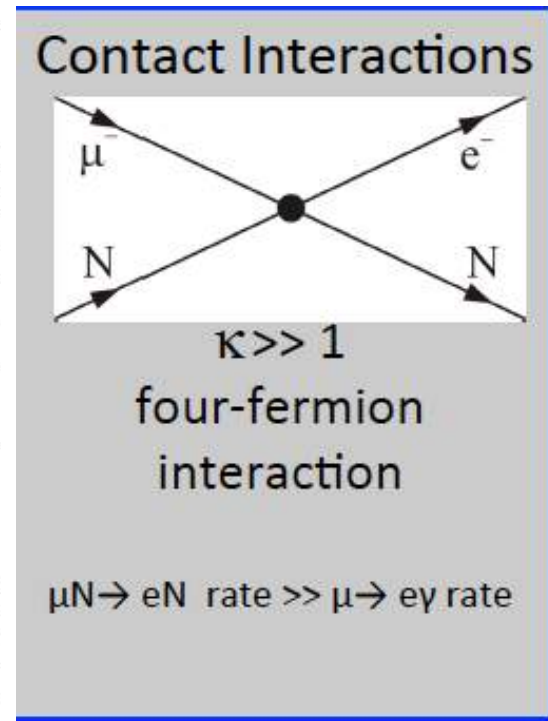 Contact Interactions
μ⁻ e⁻
N N
κ>> 1
four-fermion
interaction
μN→ eN rate >> μ→ eγ rate